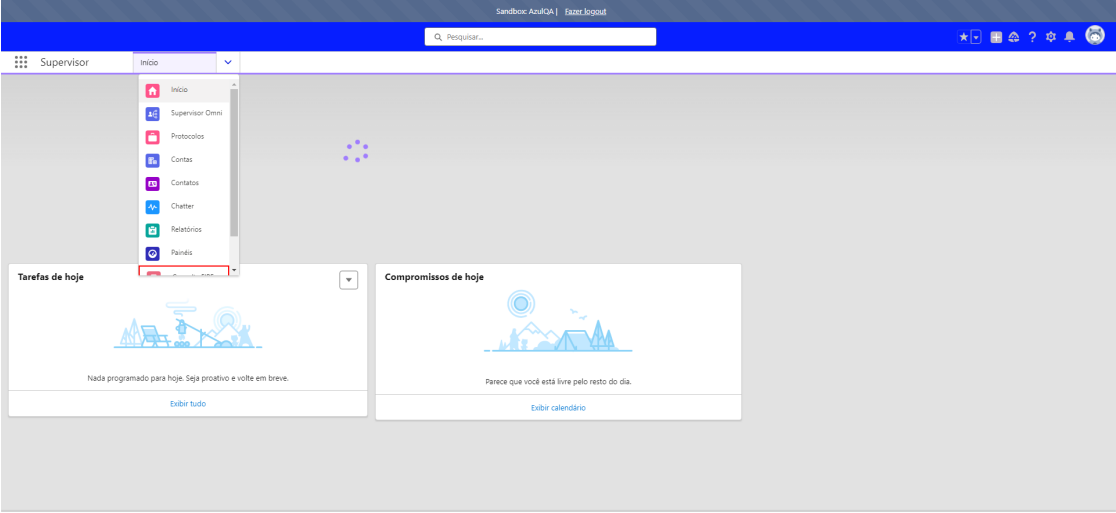 Sandbox: AzulQA | Fazer logout
Pesquisar...
Supervisor
Início
Início
Supervisor Omni
Protocolos
Contas
Contatos
Chatter
Relatórios
Painéis
Tarefas de hoje
Nada programado para hoje. Seja proativo e volte em breve.
Exibir tudo
Compromissos de hoje
Parece que você está livre pelo resto do dia.
Exibir calendário